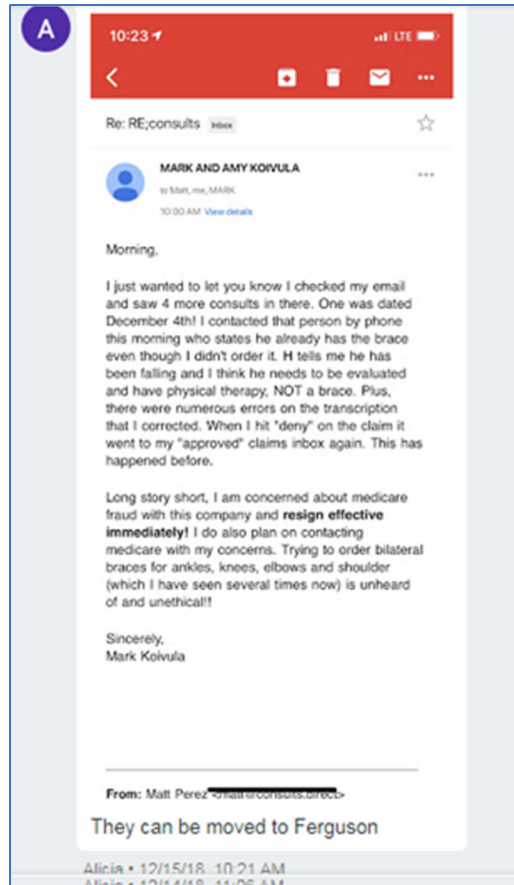 A
10:23
LTE
Re: RE;consults Inbox
MARK AND AMY KOIVULA
to Matt, me, MARK
10:00 AM View details
Morning,
I just wanted to let you know I checked my email
and saw 4 more consults in there. One was dated
December 4th! I contacted that person by phone
this morning who states he already has the brace
even though I didn't order it. H tells me he has
been falling and I think he needs to be evaluated
and have physical therapy, NOT a brace. Plus,
there were numerous errors on the transcription
that I corrected. When I hit "deny" on the claim it
went to my "approved" claims inbox again. This has
happened before.
Long story short, I am concerned about medicare
fraud with this company and resign effective
immediately! I do also plan on contacting
medicare with my concerns. Trying to order bilateral
braces for ankles, knees, elbows and shoulder
(which I have seen several times now) is unheard
of and unethical!!
Sincerely,
Mark Koivula
From: Matt Perez
They can be moved to Ferguson
Alicia • 12/15/18, 10:21 AM
Alicia • 12/14/18, 11:06 AM